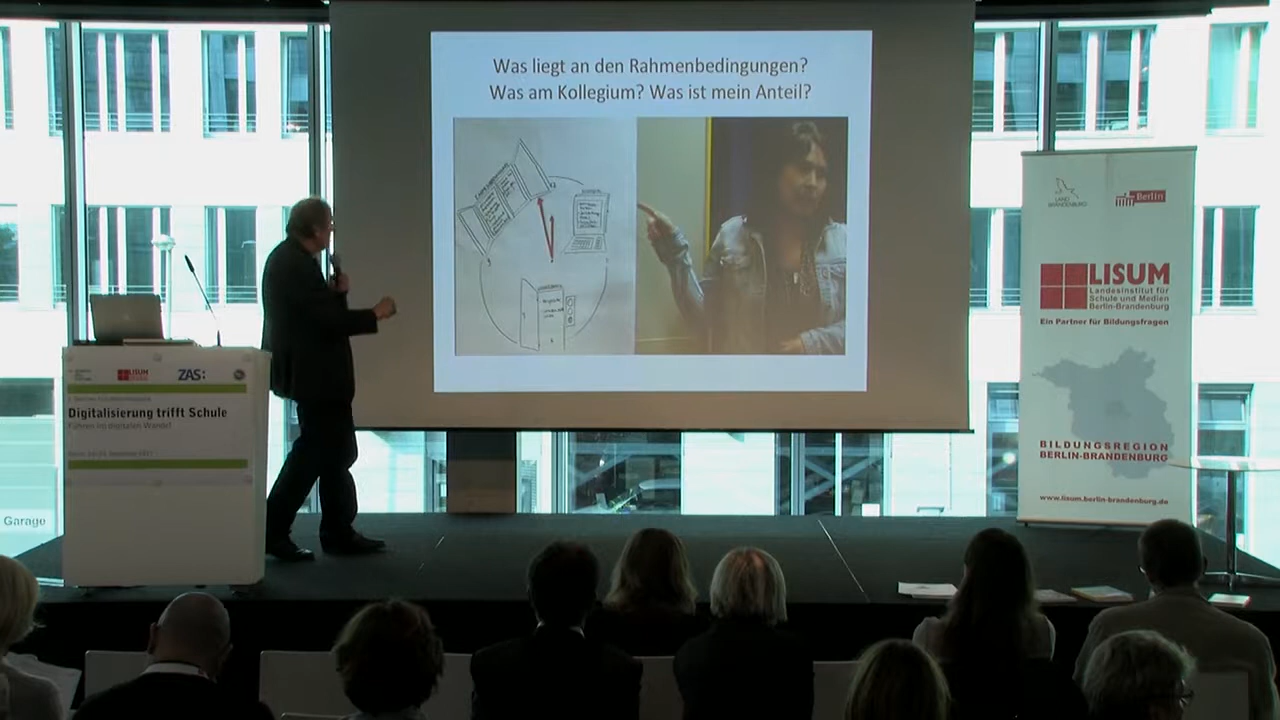 Was liegt an den Rahmenbedingungen?
Was am Kollegium? Was ist mein Anteil?
LAND
BRANDENBURG
Berlin
LISUM
Landesinstitut für
Schule und Medien
Berlin-Brandenburg
Ein Partner für Bildungsfragen
BILDUNGSREGION
BERLIN-BRANDENBURG
www.lisum.berlin-brandenburg.de
LISUM
ZAS:
Digitalisierung trifft Schule
Führen im digitalen Wandel
Garage